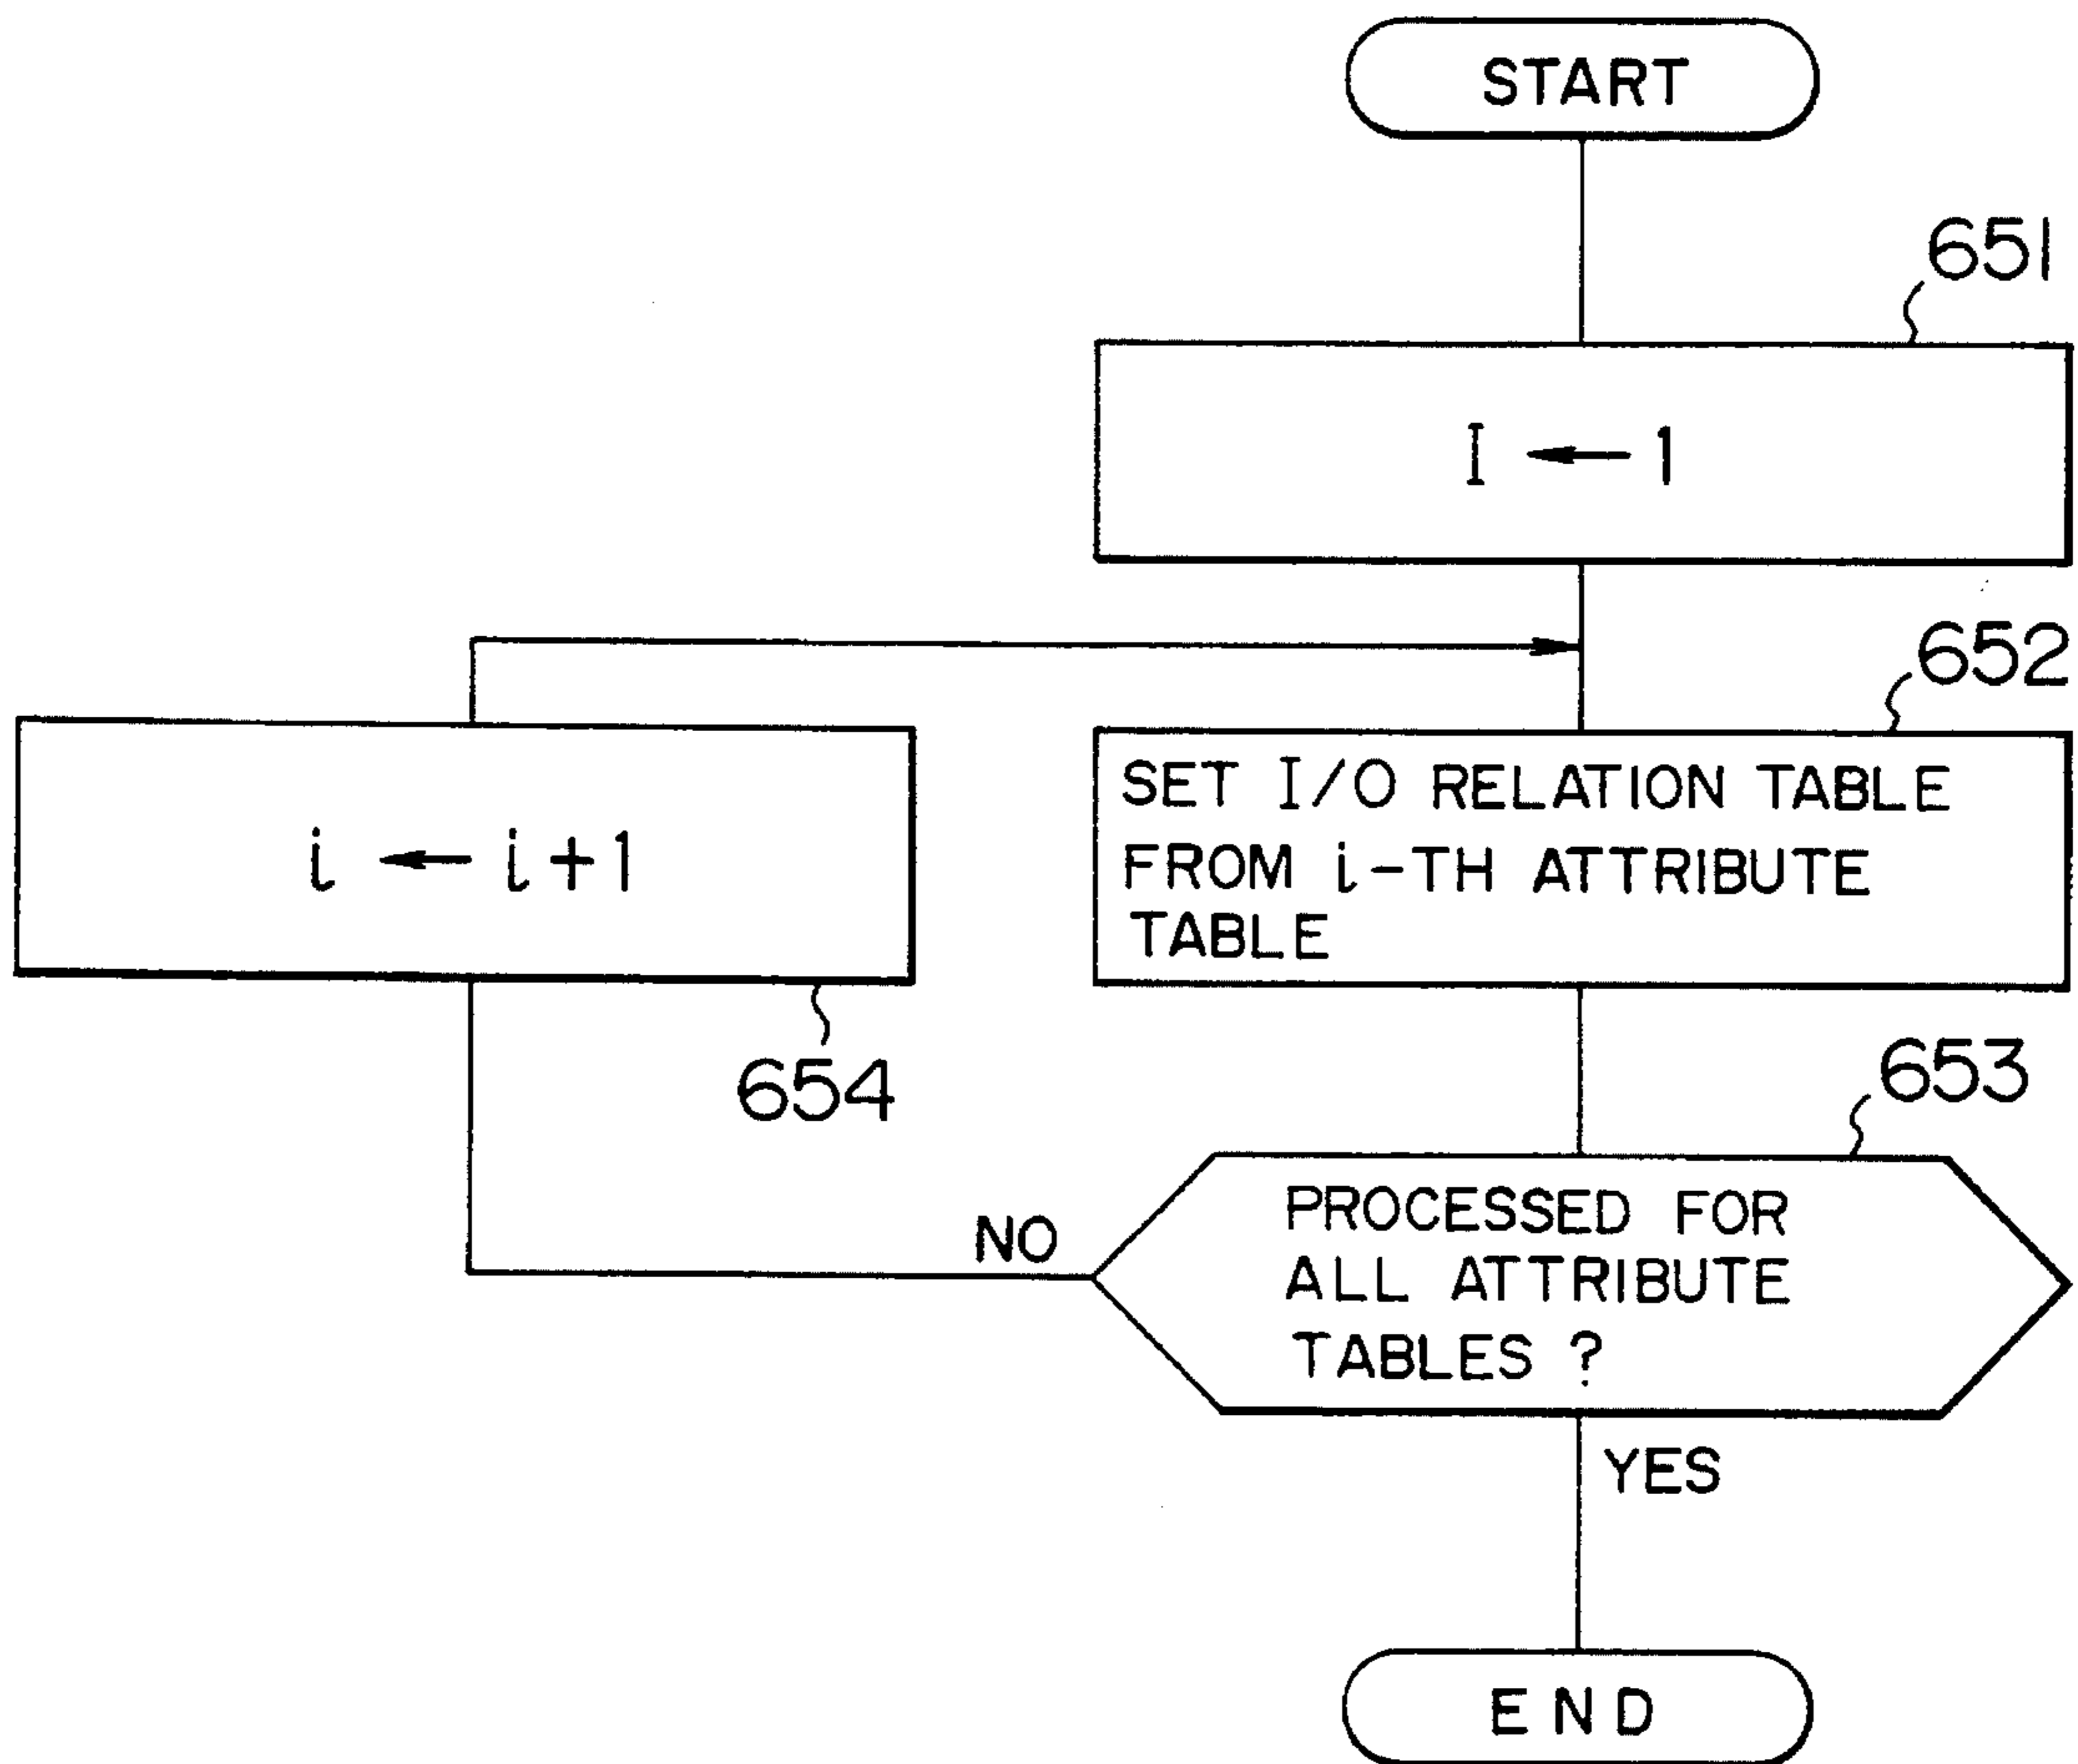 START
651
I ← 1
652
SET I/O RELATION TABLE
FROM i-TH ATTRIBUTE
TABLE
i ← i+1
654
653
PROCESSED FOR
ALL ATTRIBUTE
TABLES ?
NO
YES
END